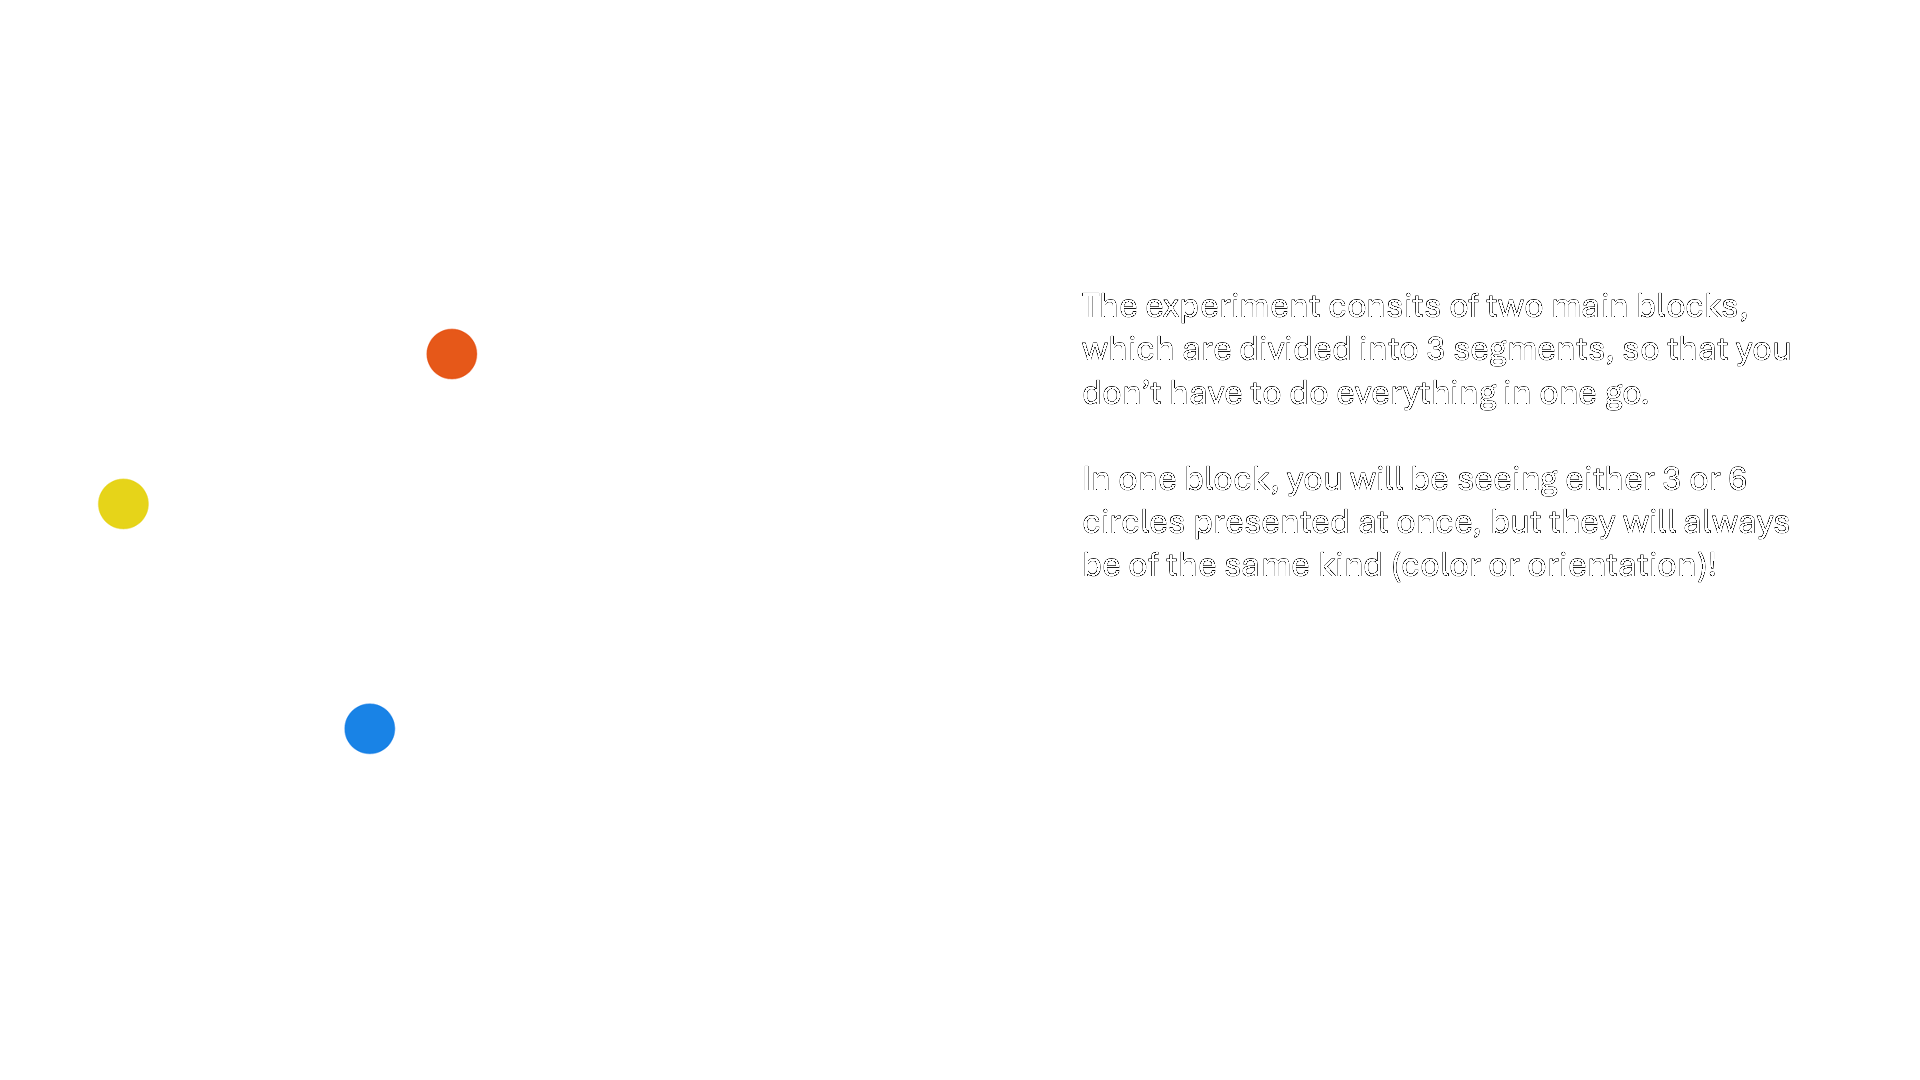 The experiment consits of two main blocks,
which are divided into 3 segments, so that you
don’t have to do everything in one go.
In one block, you will be seeing either 3 or 6
circles presented at once, but they will always
be of the same kind (color or orientation)!